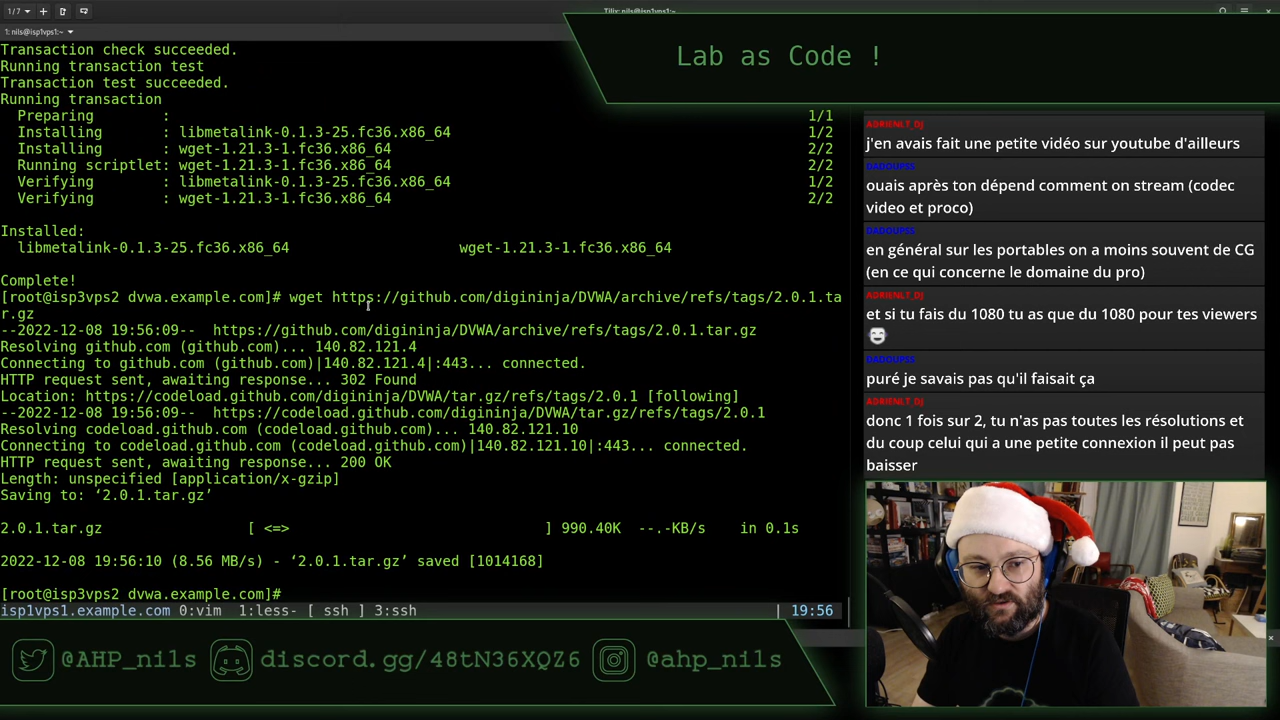 1/7
Tilix: nils@isp1vps1:~
1: nils@isp1vps1:~
Lab as Code !
Transaction check succeeded.
Running transaction test
Transaction test succeeded.
Running transaction
Preparing : 1/1
Installing : libmetalink-0.1.3-25.fc36.x86_64 1/2
Installing : wget-1.21.3-1.fc36.x86_64 2/2
Running scriptlet: wget-1.21.3-1.fc36.x86_64 2/2
Verifying : libmetalink-0.1.3-25.fc36.x86_64 1/2
Verifying : wget-1.21.3-1.fc36.x86_64 2/2
Installed:
libmetalink-0.1.3-25.fc36.x86_64 wget-1.21.3-1.fc36.x86_64
Complete!
[root@isp3vps2 dvwa.example.com]# wget https://github.com/digininja/DVWA/archive/refs/tags/2.0.1.ta
r.gz
--2022-12-08 19:56:09-- https://github.com/digininja/DVWA/archive/refs/tags/2.0.1.tar.gz
Resolving github.com (github.com)... 140.82.121.4
Connecting to github.com (github.com)|140.82.121.4|:443... connected.
HTTP request sent, awaiting response... 302 Found
Location: https://codeload.github.com/digininja/DVWA/tar.gz/refs/tags/2.0.1 [following]
--2022-12-08 19:56:09-- https://codeload.github.com/digininja/DVWA/tar.gz/refs/tags/2.0.1
Resolving codeload.github.com (codeload.github.com)... 140.82.121.10
Connecting to codeload.github.com (codeload.github.com)|140.82.121.10|:443... connected.
HTTP request sent, awaiting response... 200 OK
Length: unspecified [application/x-gzip]
Saving to: ‘2.0.1.tar.gz’
2.0.1.tar.gz [ <=> ] 990.40K --.-KB/s in 0.1s
2022-12-08 19:56:10 (8.56 MB/s) - ‘2.0.1.tar.gz’ saved [1014168]
[root@isp3vps2 dvwa.example.com]#
isp1vps1.example.com 0:vim 1:less- [ ssh ] 3:ssh | 19:56
ADRIENLT_DJ
j'en avais fait une petite vidéo sur youtube d'ailleurs
DADOUPSS
ouais après ton dépend comment on stream (codec
video et proco)
DADOUPSS
en général sur les portables on a moins souvent de CG
(en ce qui concerne le domaine du pro)
ADRIENLT_DJ
et si tu fais du 1080 tu as que du 1080 pour tes viewers
DADOUPSS
puré je savais pas qu'il faisait ça
ADRIENLT_DJ
donc 1 fois sur 2, tu n'as pas toutes les résolutions et
du coup celui qui a une petite connexion il peut pas
baisser
@AHP_nils discord.gg/48tN36XQZ6 @ahp_nils